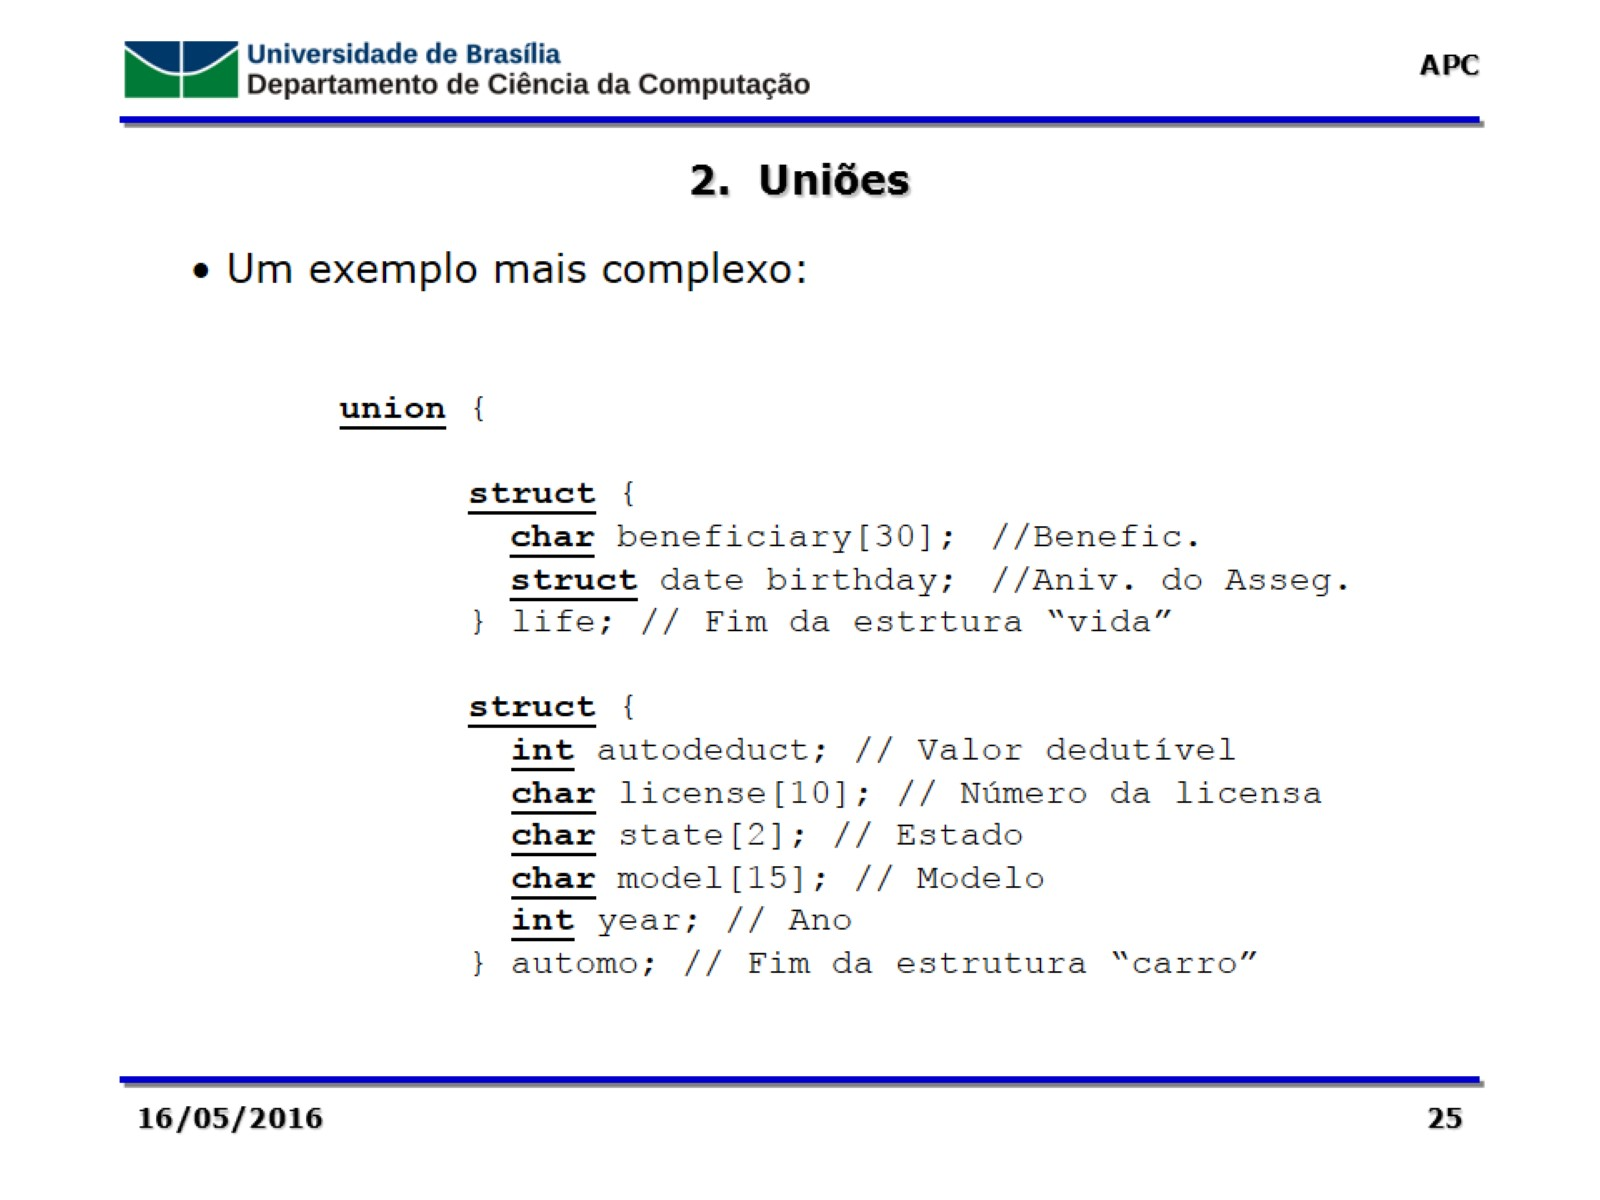 Universidade de Brasília
Departamento de Ciência da Computação
APC
2. Uniões
• Um exemplo mais complexo:
union {
struct {
char beneficiary[30]; //Benefic.
struct date birthday; //Aniv. do Asseg.
} life; // Fim da estrtura “vida”
struct {
int autodeduct; // Valor dedutível
char license[10]; // Número da licensa
char state[2]; // Estado
char model[15]; // Modelo
int year; // Ano
} automo; // Fim da estrutura “carro”
16/05/2016
25